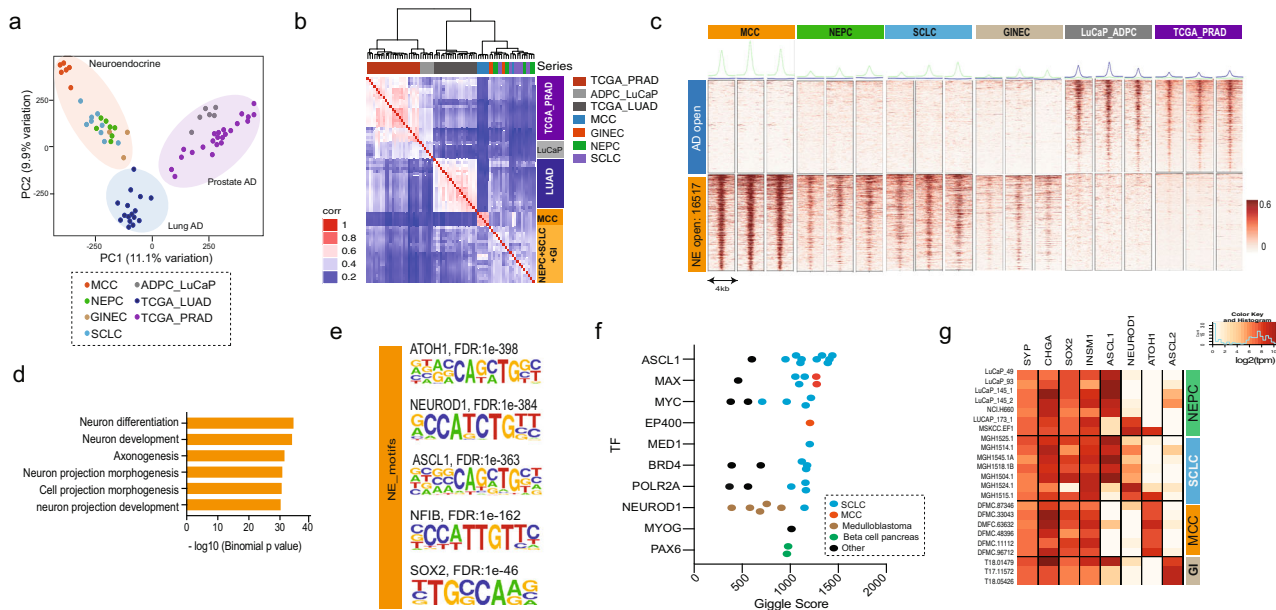 a
Neuroendocrine
Prostate AD
Lung AD
PC2 (9.9% variation)
250
0
-250
-250
0
250
PC1 (11.1% variation)
MCC
NEPC
GINEC
SCLC
ADPC_LuCaP
TCGA_LUAD
TCGA_PRAD
b
Series
TCGA_PRAD
ADPC_LuCaP
TCGA_LUAD
MCC
GINEC
NEPC
SCLC
TCGA_PRAD
LuCaP
LUAD
MCC
NEPC+SCLC
+GI
corr
1
0.8
0.6
0.4
0.2
c
MCC
NEPC
SCLC
GINEC
LuCaP_ADPC
TCGA_PRAD
AD open
NE open: 16517
4kb
0.6
0
d
Neuron differentiation
Neuron development
Axonogenesis
Neuron projection morphogenesis
Cell projection morphogenesis
neuron projection development
0
10
20
30
40
- log10 (Binomial p value)
e
NE_motifs
ATOH1, FDR:1e-398
NEUROD1, FDR:1e-384
ASCL1, FDR:1e-363
NFIB, FDR:1e-162
SOX2, FDR:1e-46
f
TF
ASCL1
MAX
MYC
EP400
MED1
BRD4
POLR2A
NEUROD1
MYOG
PAX6
SCLC
MCC
Medulloblastoma
Beta cell pancreas
Other
0
500
1000
1500
2000
Giggle Score
g
Color Key
and Histogram
0 2 4 6 8 10
log2(tpm)
SYP
CHGA
SOX2
INSM1
ASCL1
NEUROD1
ATOH1
ASCL2
LuCaP_49
LuCaP_93
LuCaP_145_1
LuCaP_145_2
NCI.H660
LUCAP_173_1
MSKCC.EF1
MGH1525.1
MGH1514.1
MGH1545.1A
MGH1518.1B
MGH1504.1
MGH1524.1
MGH1515.1
DFMC.87346
DFMC.33043
DMFC.63632
DFMC.48396
DFMC.11112
DFMC.96712
T18.01479
T17.11572
T18.05426
NEPC
SCLC
MCC
GI